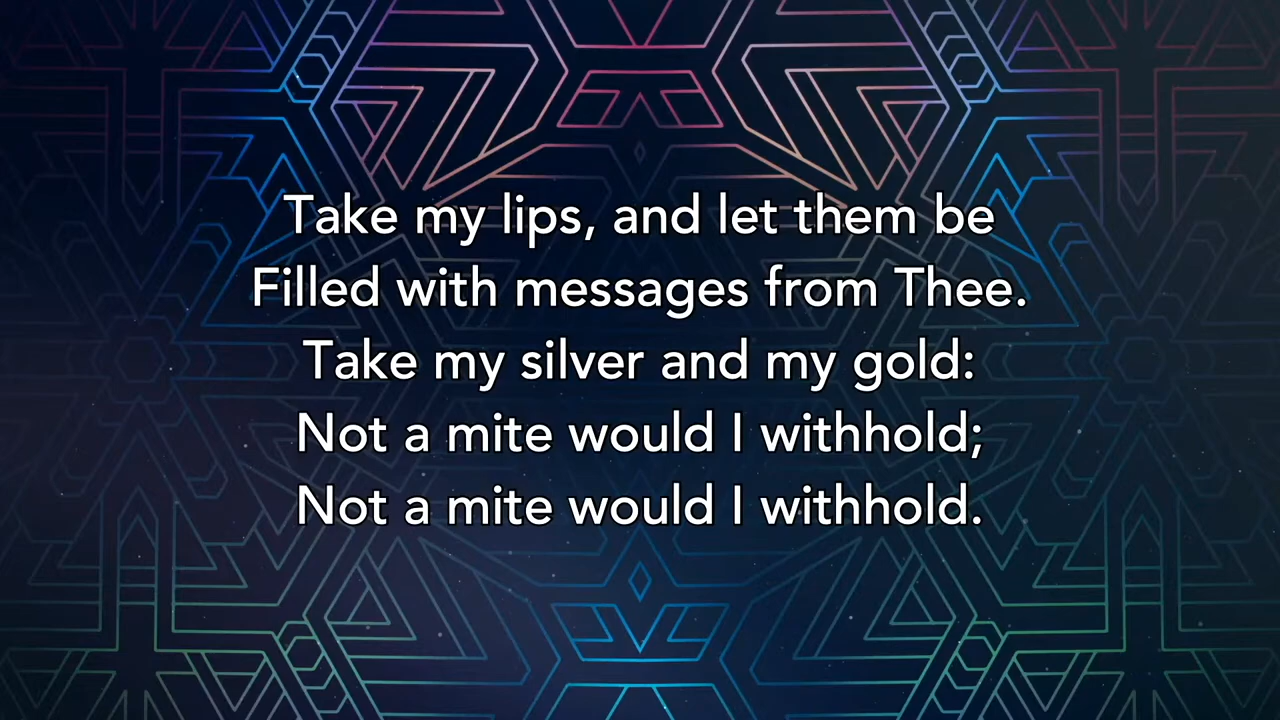 Take my lips, and let them be
Filled with messages from Thee.
Take my silver and my gold:
Not a mite would I withhold;
Not a mite would I withhold.